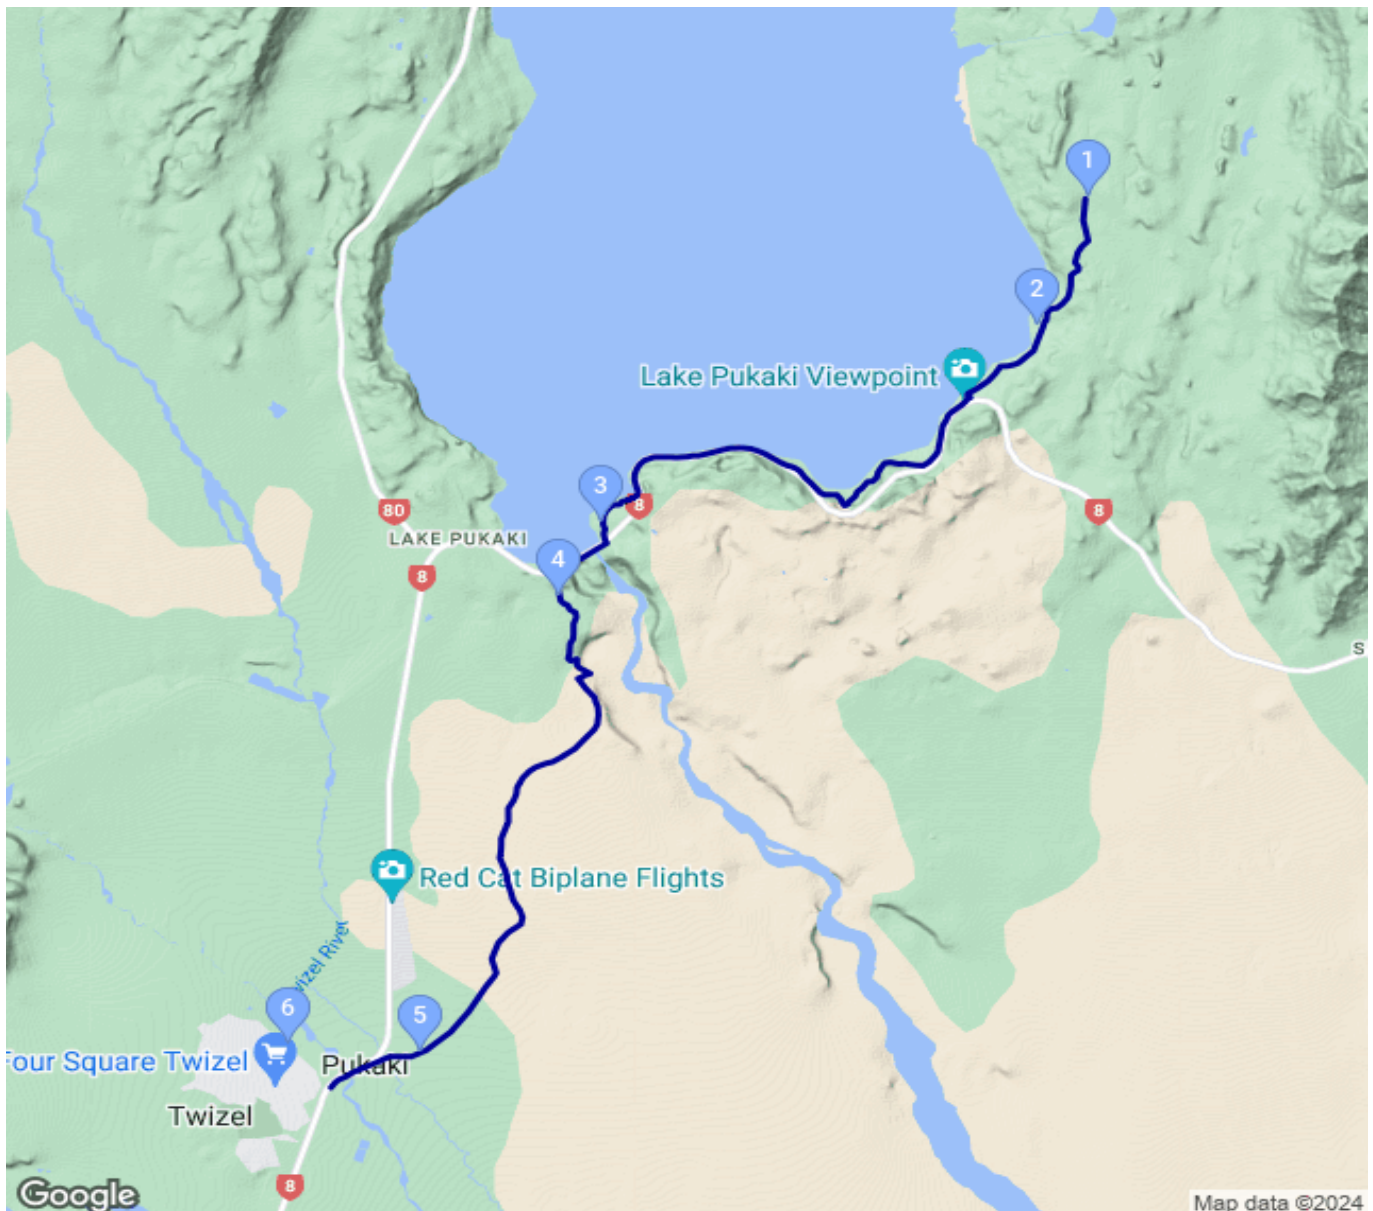 1
2
Lake Pukaki Viewpoint
3
8
80
8
LAKE PUKAKI
4
8
S
Red Cat Biplane Flights
wizel River
6
5
Four Square Twizel
Pukaki
Twizel
8
Google
Map data ©2024